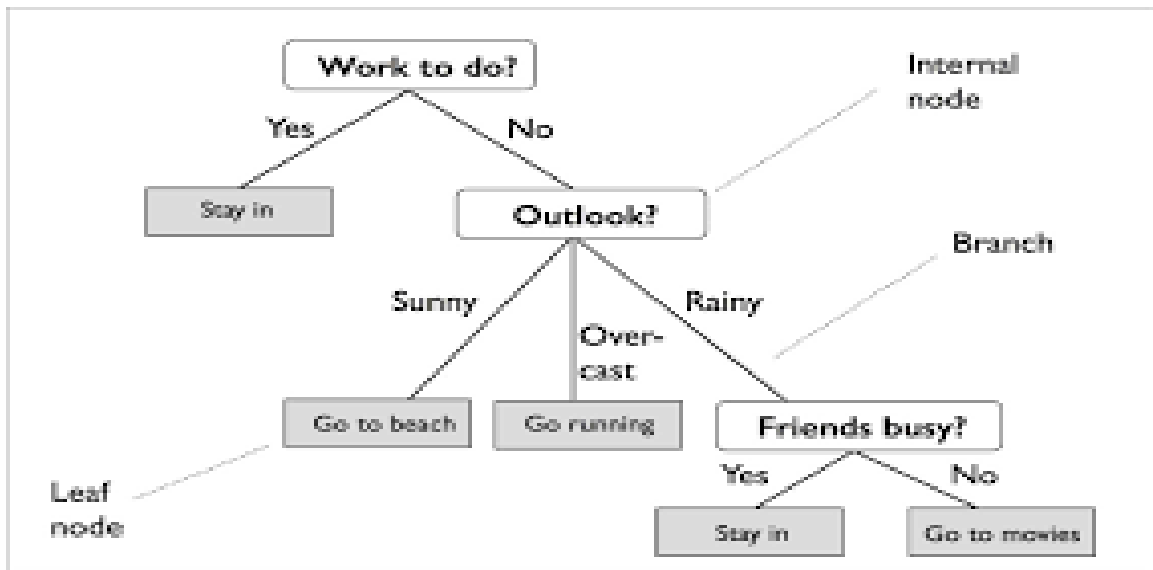 Work to do?
Internal
node
Yes
No
Stay in
Outlook?
Branch
Sunny
Rainy
Over-
cast
Go to beach
Go running
Friends busy?
Yes
No
Leaf
node
Stay in
Go to movies